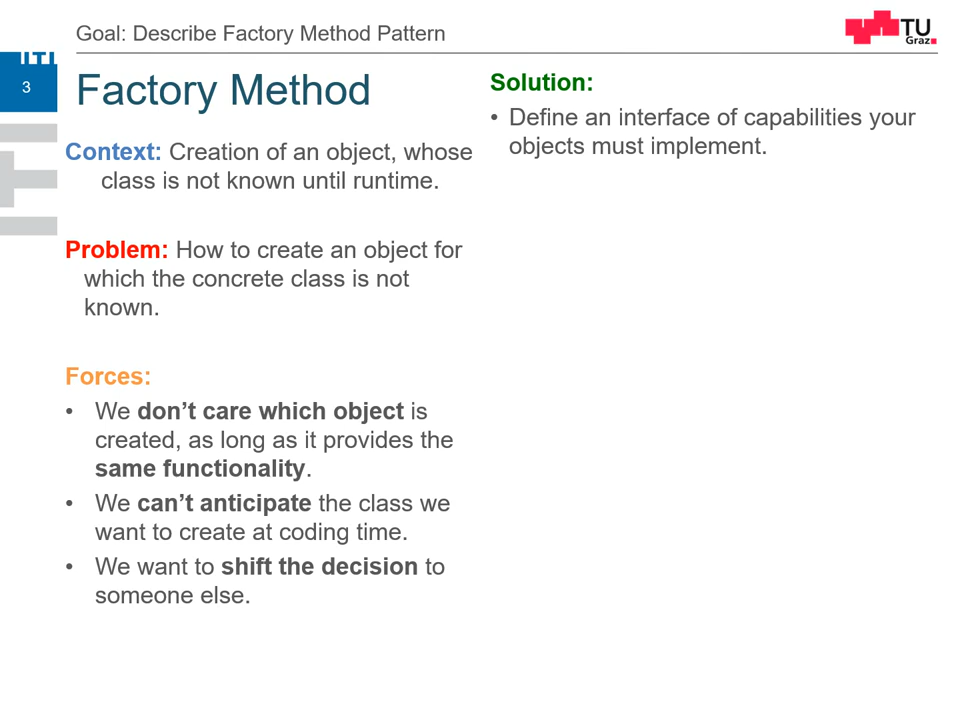 Goal: Describe Factory Method Pattern
TU
Graz
3
Factory Method
Context: Creation of an object, whose
class is not known until runtime.
Problem: How to create an object for
which the concrete class is not
known.
Forces:
• We don’t care which object is
created, as long as it provides the
same functionality.
• We can’t anticipate the class we
want to create at coding time.
• We want to shift the decision to
someone else.
Solution:
• Define an interface of capabilities your
objects must implement.